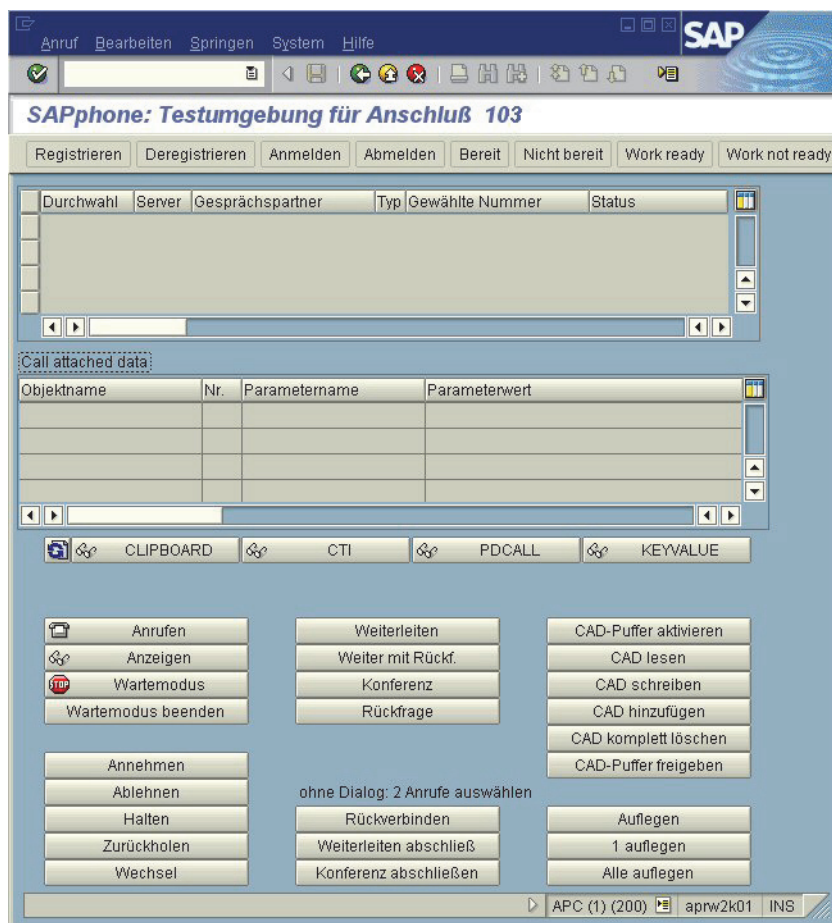 Anruf Bearbeiten Springen System Hilfe
SAP
SAPphone: Testumgebung für Anschluß 103
Registrieren Deregistrieren Anmelden Abmelden Bereit Nicht bereit Work ready Work not ready
Durchwahl Server Gesprächspartner Typ Gewählte Nummer Status
Call attached data
Objektname Nr. Parametername Parameterwert
CLIPBOARD CTI PDCALL KEYVALUE
Anrufen Weiterleiten CAD-Puffer aktivieren
Anzeigen Weiter mit Rückf. CAD lesen
STOP Wartemodus Konferenz CAD schreiben
Wartemodus beenden Rückfrage CAD hinzufügen
CAD komplett löschen
Annehmen CAD-Puffer freigeben
Ablehnen ohne Dialog: 2 Anrufe auswählen
Halten Rückverbinden Auflegen
Zurückholen Weiterleiten abschließ 1 auflegen
Wechsel Konferenz abschließen Alle auflegen
APC (1) (200) aprw2k01 INS